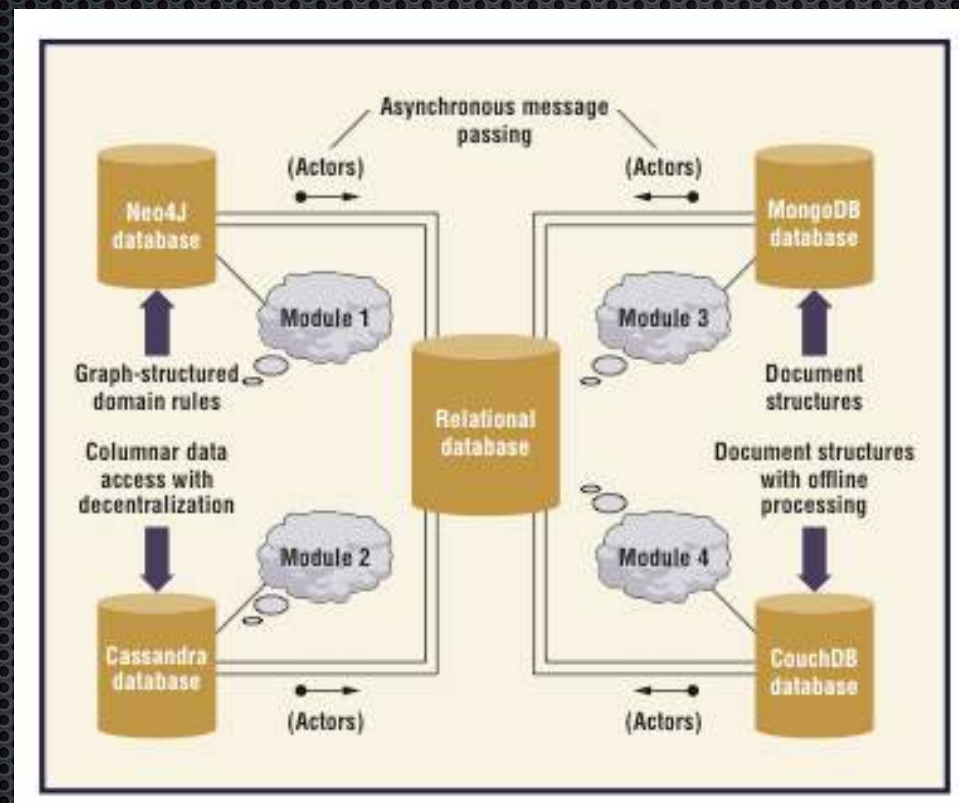 Asynchronous message
passing
(Actors)
(Actors)
Neo4J
database
MongoDB
database
Module 1
Module 3
Graph-structured
domain rules
Document
structures
Relational
database
Columnar data
access with
decentralization
Document structures
with offline
processing
Module 2
Module 4
Cassandra
database
CouchDB
database
(Actors)
(Actors)